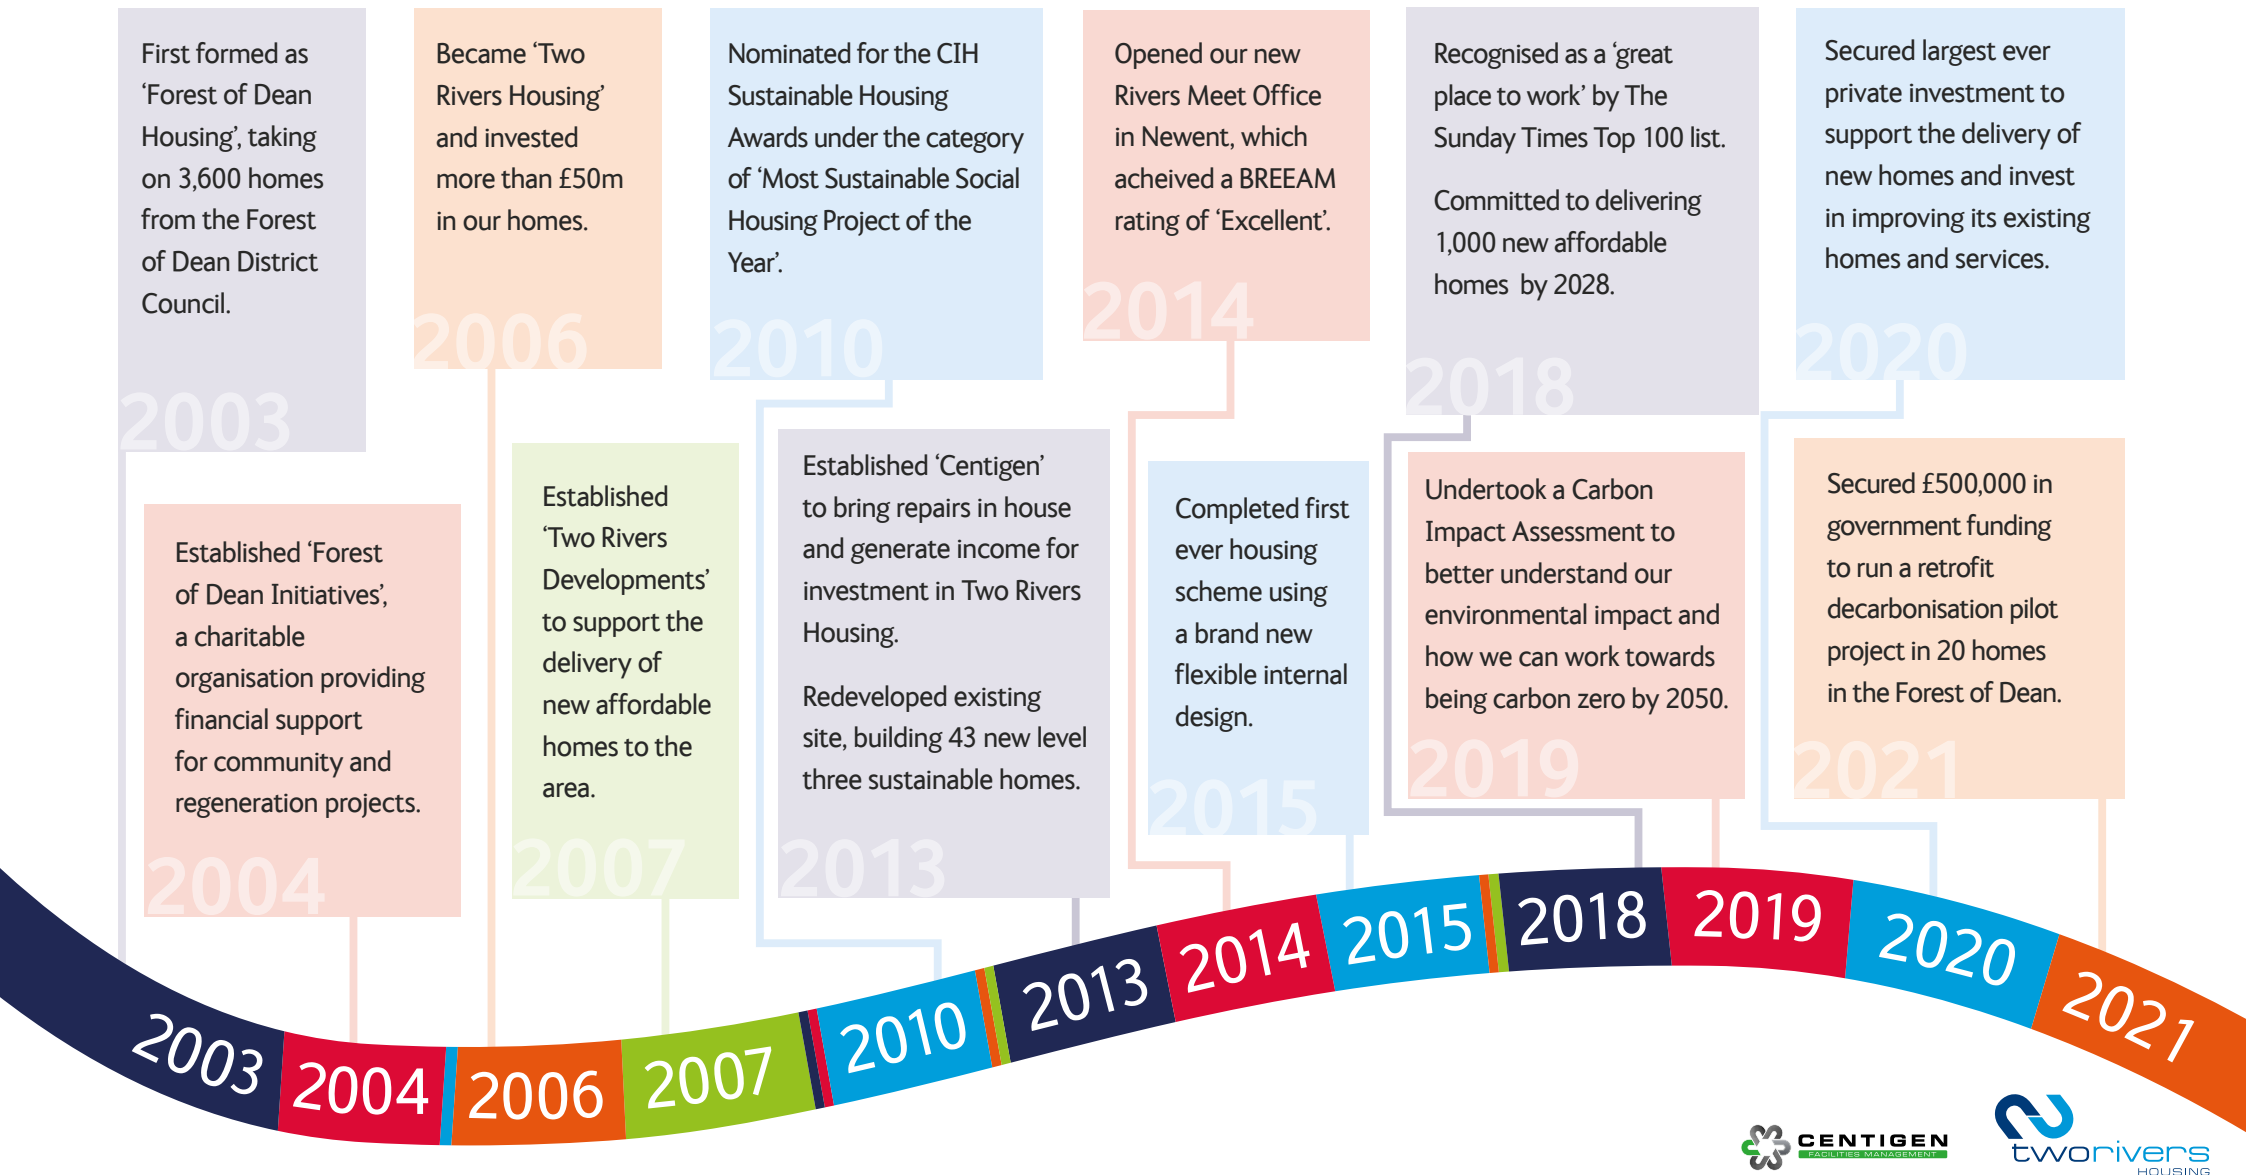 First formed as
‘Forest of Dean
Housing’, taking
on 3,600 homes
from the Forest
of Dean District
Council.
2003
Established ‘Forest
of Dean Initiatives’,
a charitable
organisation providing
financial support
for community and
regeneration projects.
2004
Became ‘Two
Rivers Housing’
and invested
more than £50m
in our homes.
2006
Established
‘Two Rivers
Developments’
to support the
delivery of
new affordable
homes to the
area.
2007
Nominated for the CIH
Sustainable Housing
Awards under the category
of ‘Most Sustainable Social
Housing Project of the
Year’.
2010
Established ‘Centigen’
to bring repairs in house
and generate income for
investment in Two Rivers
Housing.
Redeveloped existing
site, building 43 new level
three sustainable homes.
2013
Opened our new
Rivers Meet Office
in Newent, which
acheived a BREEAM
rating of ‘Excellent’.
2014
Completed first
ever housing
scheme using
a brand new
flexible internal
design.
2015
Recognised as a ‘great
place to work’ by The
Sunday Times Top 100 list.
Committed to delivering
1,000 new affordable
homes by 2028.
2018
Undertook a Carbon
Impact Assessment to
better understand our
environmental impact and
how we can work towards
being carbon zero by 2050.
2019
Secured largest ever
private investment to
support the delivery of
new homes and invest
in improving its existing
homes and services.
2020
Secured £500,000 in
government funding
to run a retrofit
decarbonisation pilot
project in 20 homes
in the Forest of Dean.
2021
2003
2004
2006
2007
2010
2013
2014
2015
2018
2019
2020
2021
CENTIGEN
FACILITIES MANAGEMENT
tworivers
HOUSING